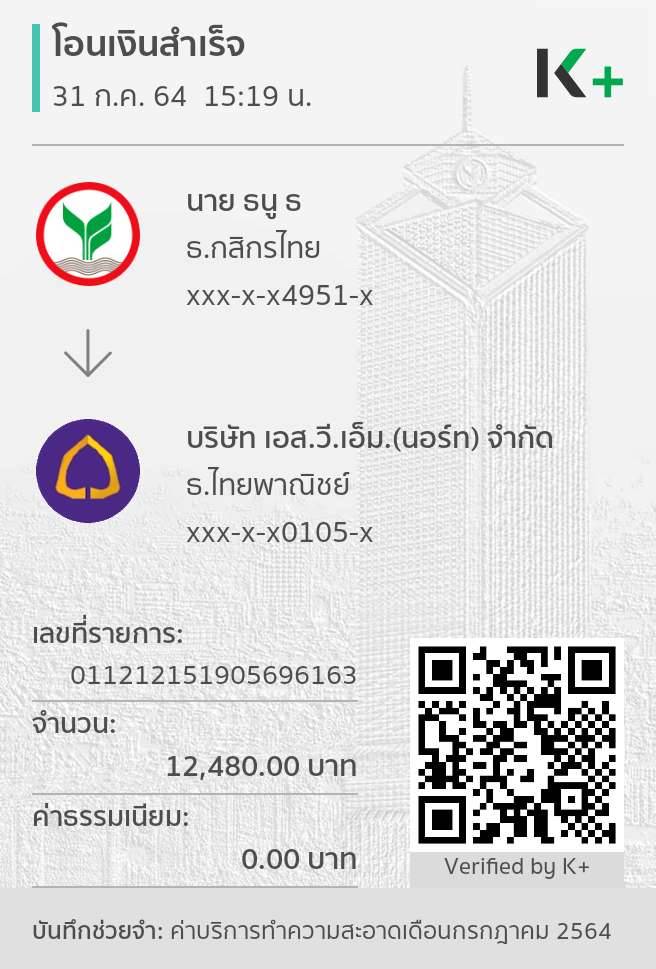 โอนเงินสำเร็จ
31 ก.ค. 64 15:19 น.
K+
นาย ธนู ธ
ธ.กสิกรไทย
xxx-x-x4951-x
บริษัท เอส.วี.เอ็ม.(นอร์ท) จำกัด
ธ.ไทยพาณิชย์
xxx-x-x0105-x
เลขที่รายการ:
011212151905696163
จำนวน:
12,480.00 บาท
ค่าธรรมเนียม:
0.00 บาท
Verified by K+
บันทึกช่วยจำ: ค่าบริการทำความสะอาดเดือนกรกฎาคม 2564